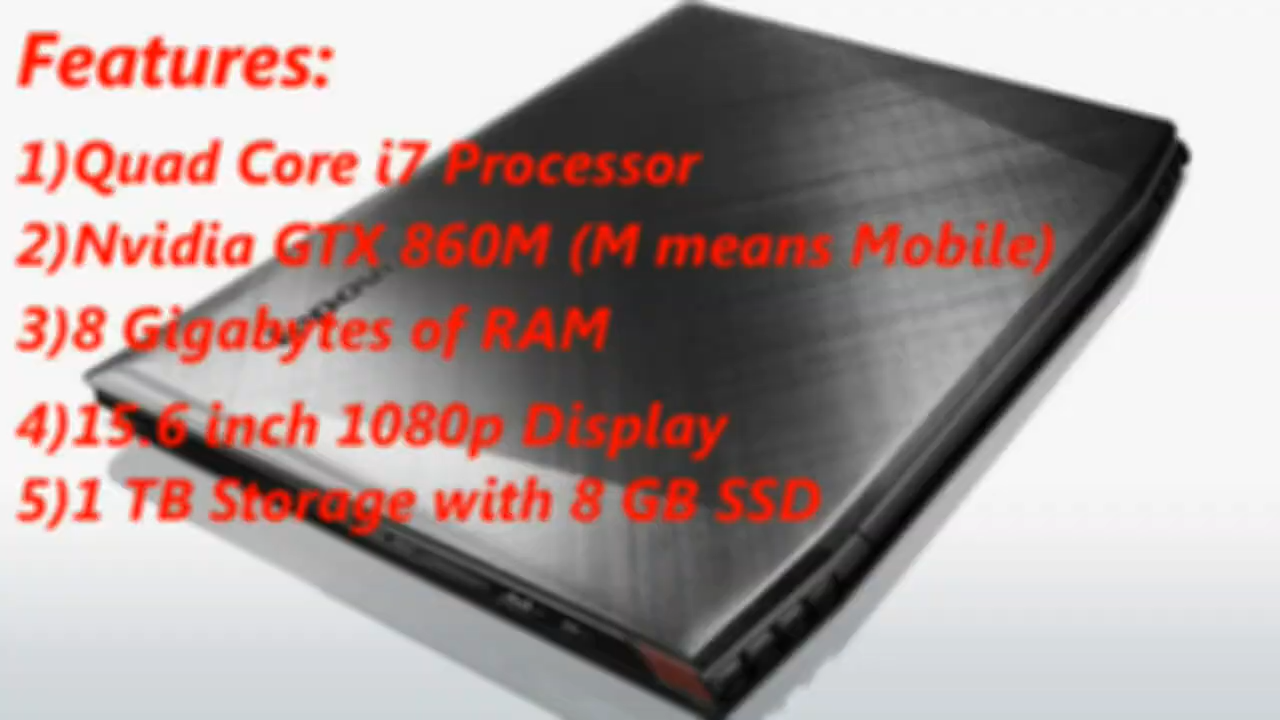 Features:
1)Quad Core i7 Processor
2)Nvidia GTX 860M (M means Mobile)
3)8 Gigabytes of RAM
4)15.6 inch 1080p Display
5)1 TB Storage with 8 GB SSD